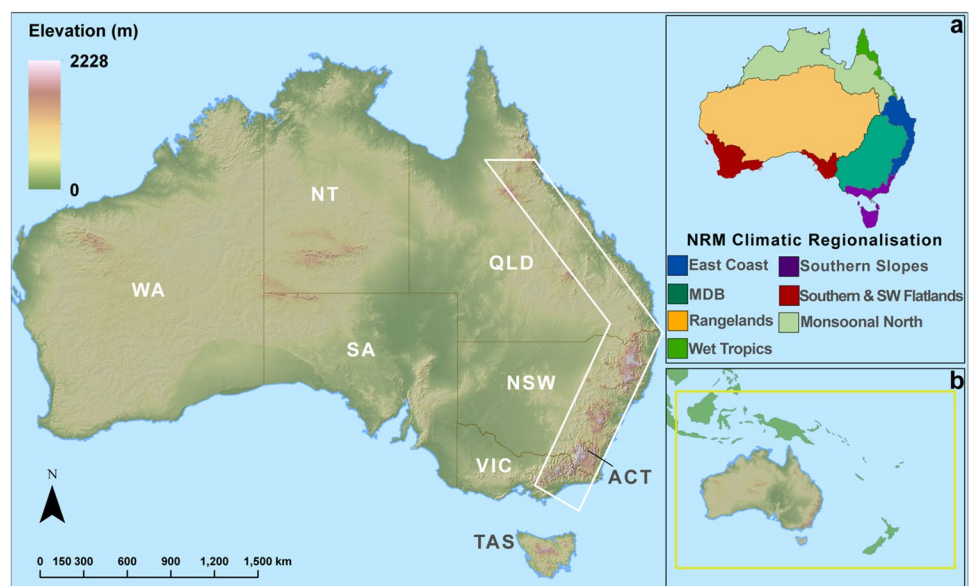 Elevation (m)
2228
0
NT
WA
QLD
SA
NSW
VIC
ACT
TAS
N
0 150 300 600 900 1,200 1,500 km
a
NRM Climatic Regionalisation
East Coast
Southern Slopes
MDB
Southern & SW Flatlands
Rangelands
Monsoonal North
Wet Tropics
b